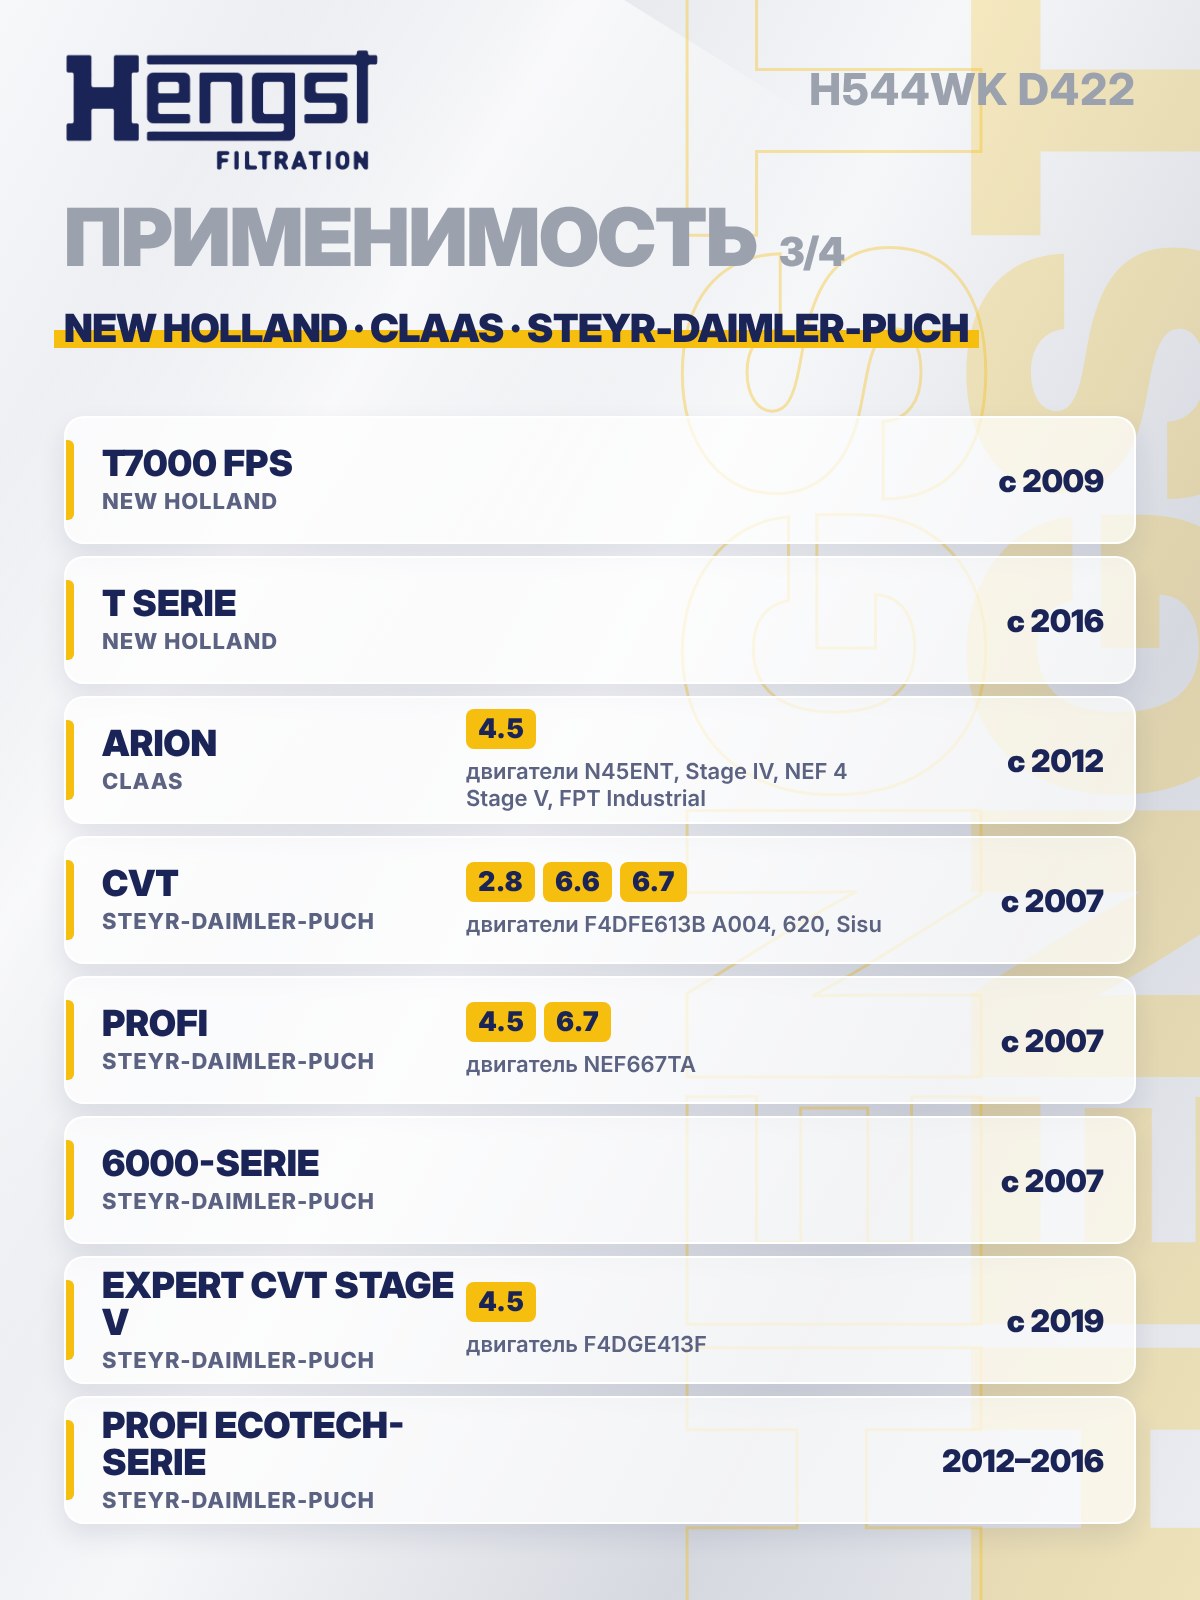 Hengst
FILTRATION
H544WK D422
ПРИМЕНИМОСТЬ 3/4
NEW HOLLAND · CLAAS · STEYR-DAIMLER-PUCH
T7000 FPS
NEW HOLLAND
с 2009
T SERIE
NEW HOLLAND
с 2016
ARION
CLAAS
4.5
двигатели N45ENT, Stage IV, NEF 4
Stage V, FPT Industrial
с 2012
CVT
STEYR-DAIMLER-PUCH
2.8 6.6 6.7
двигатели F4DFE613B A004, 620, Sisu
с 2007
PROFI
STEYR-DAIMLER-PUCH
4.5 6.7
двигатель NEF667TA
с 2007
6000-SERIE
STEYR-DAIMLER-PUCH
с 2007
EXPERT CVT STAGE
V
STEYR-DAIMLER-PUCH
4.5
двигатель F4DGE413F
с 2019
PROFI ECOTECH-
SERIE
STEYR-DAIMLER-PUCH
2012–2016
HENGST
HENGST